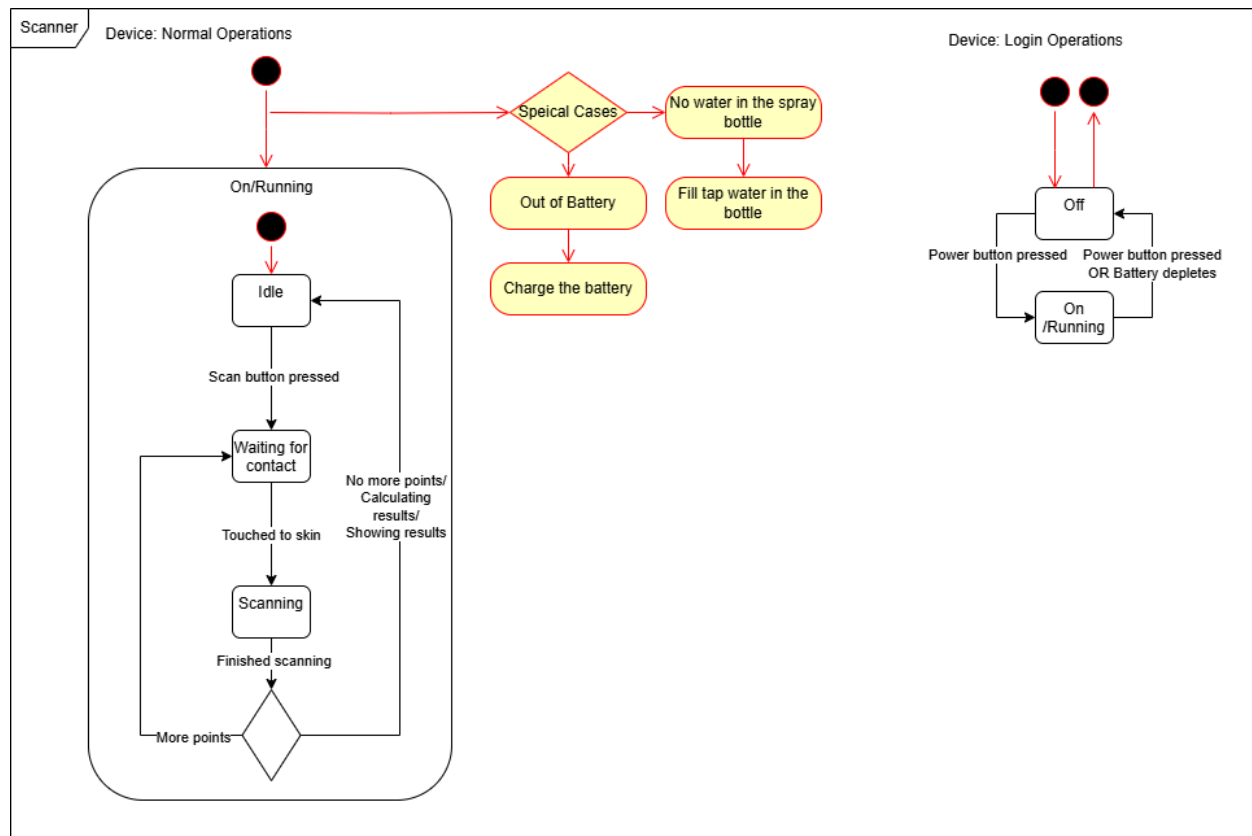 Scanner
Device: Normal Operations
Device: Login Operations
Speical Cases
No water in the spray
bottle
Out of Battery
Fill tap water in the
bottle
Charge the battery
On/Running
Idle
Scan button pressed
Waiting for
contact
No more points/
Calculating
results/
Showing results
Touched to skin
Scanning
Finished scanning
More points
Off
Power button pressed
Power button pressed
OR Battery depletes
On
/Running